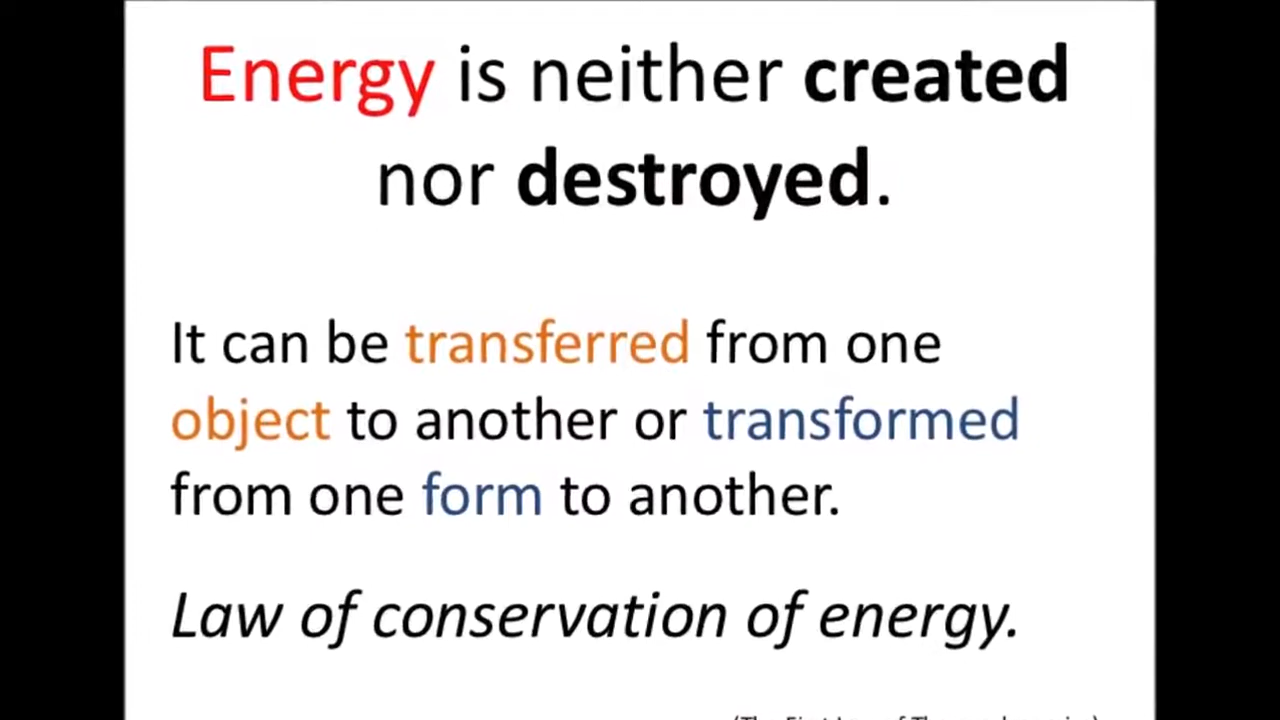 Energy is neither created
nor destroyed.
It can be transferred from one
object to another or transformed
from one form to another.
Law of conservation of energy.